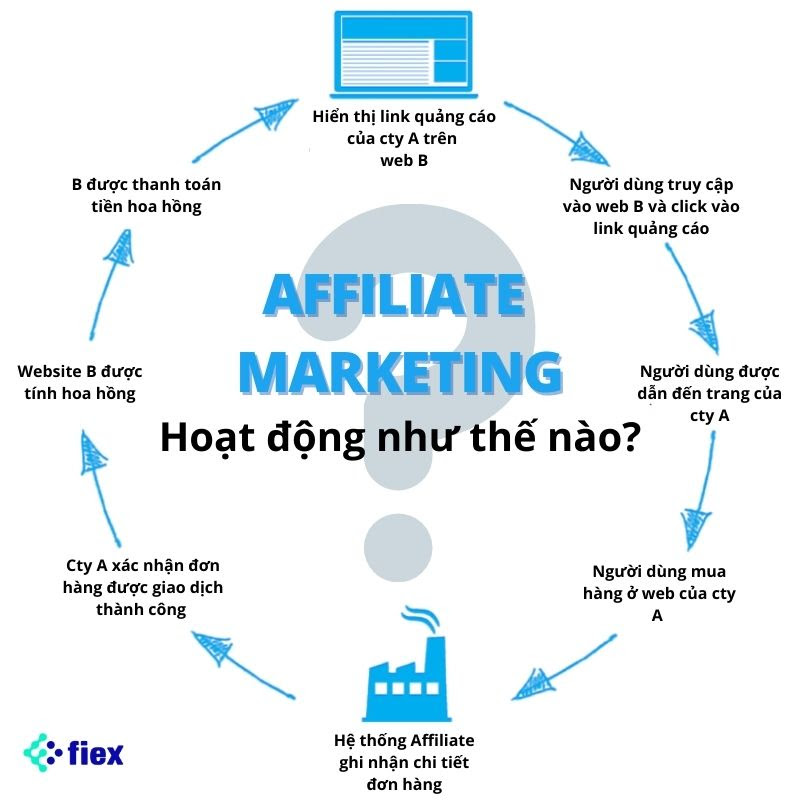 Hiển thị link quảng cáo
của cty A trên
web B
Người dùng truy cập
vào web B và click vào
link quảng cáo
Người dùng được
dẫn đến trang của
cty A
Người dùng mua
hàng ở web của cty
A
Hệ thống Affiliate
ghi nhận chi tiết
đơn hàng
Cty A xác nhận đơn
hàng được giao dịch
thành công
Website B được
tính hoa hồng
B được thanh toán
tiền hoa hồng
AFFILIATE
MARKETING
Hoạt động như thế nào?
?
fiex